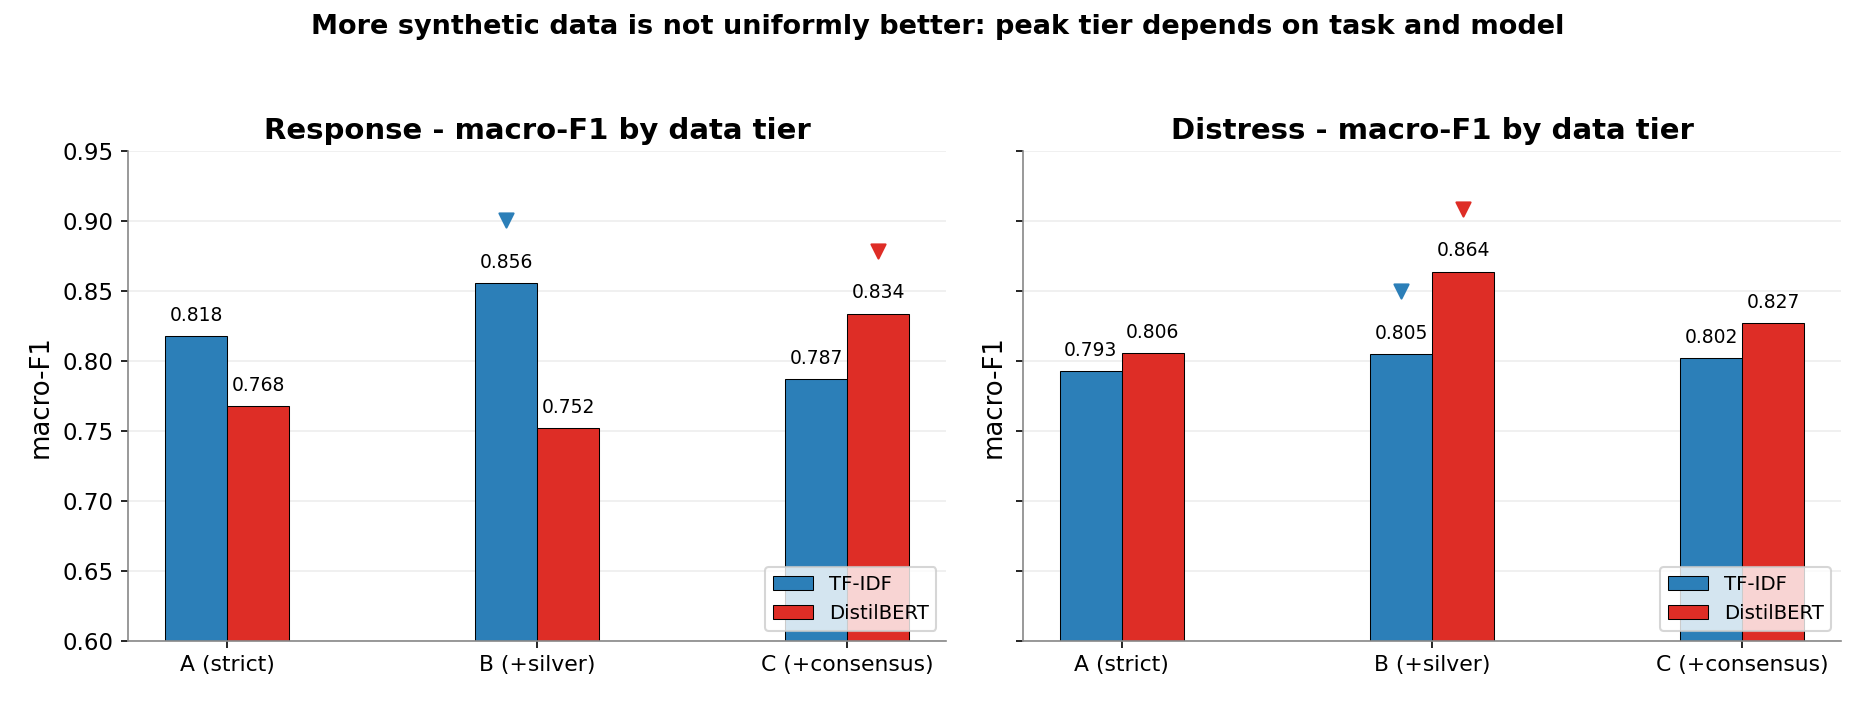 More synthetic data is not uniformly better: peak tier depends on task and model
Response - macro-F1 by data tier
macro-F1
0.95
0.90
0.85
0.80
0.75
0.70
0.65
0.60
0.818
0.768
0.856
0.752
0.787
0.834
TF-IDF
DistilBERT
A (strict)
B (+silver)
C (+consensus)
Distress - macro-F1 by data tier
macro-F1
0.793
0.806
0.805
0.864
0.802
0.827
TF-IDF
DistilBERT
A (strict)
B (+silver)
C (+consensus)